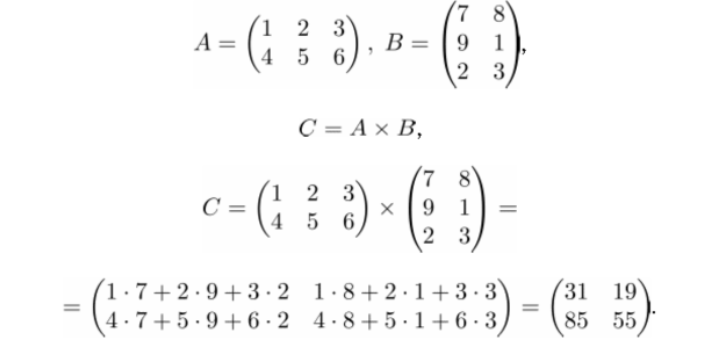 A = (1 2 3
4 5 6), B = (7 8
9 1
2 3),
C = A × B,
C = (1 2 3
4 5 6) × (7 8
9 1
2 3) =
= (1 · 7 + 2 · 9 + 3 · 2 1 · 8 + 2 · 1 + 3 · 3
4 · 7 + 5 · 9 + 6 · 2 4 · 8 + 5 · 1 + 6 · 3) = (31 19
85 55).